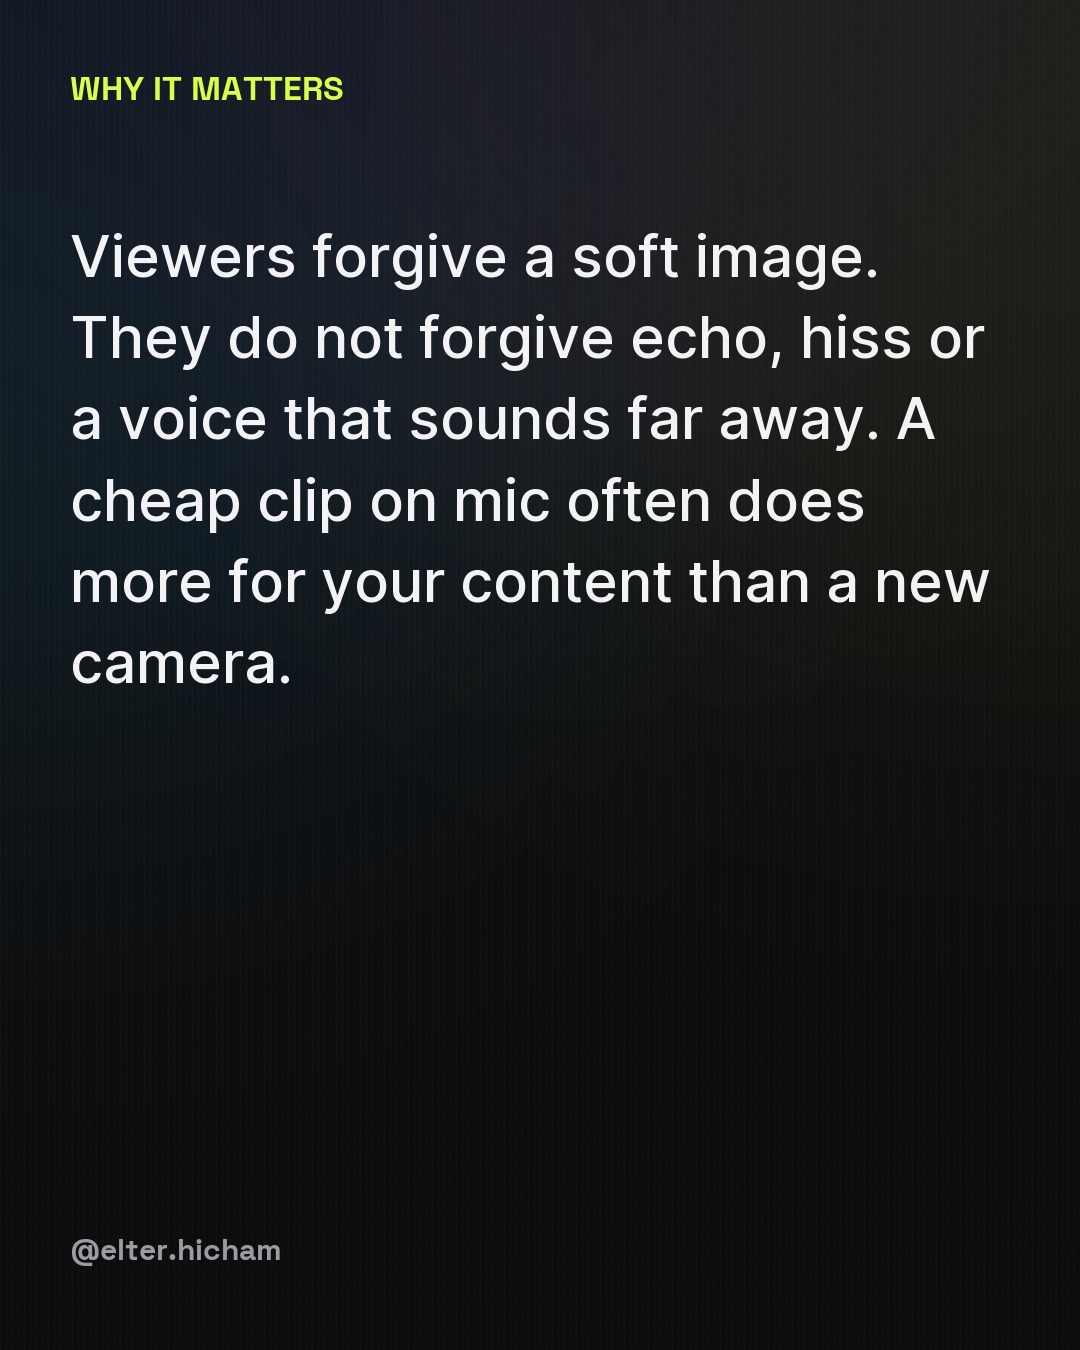 WHY IT MATTERS
Viewers forgive a soft image.
They do not forgive echo, hiss or
a voice that sounds far away. A
cheap clip on mic often does
more for your content than a new
camera.
@elter.hicham